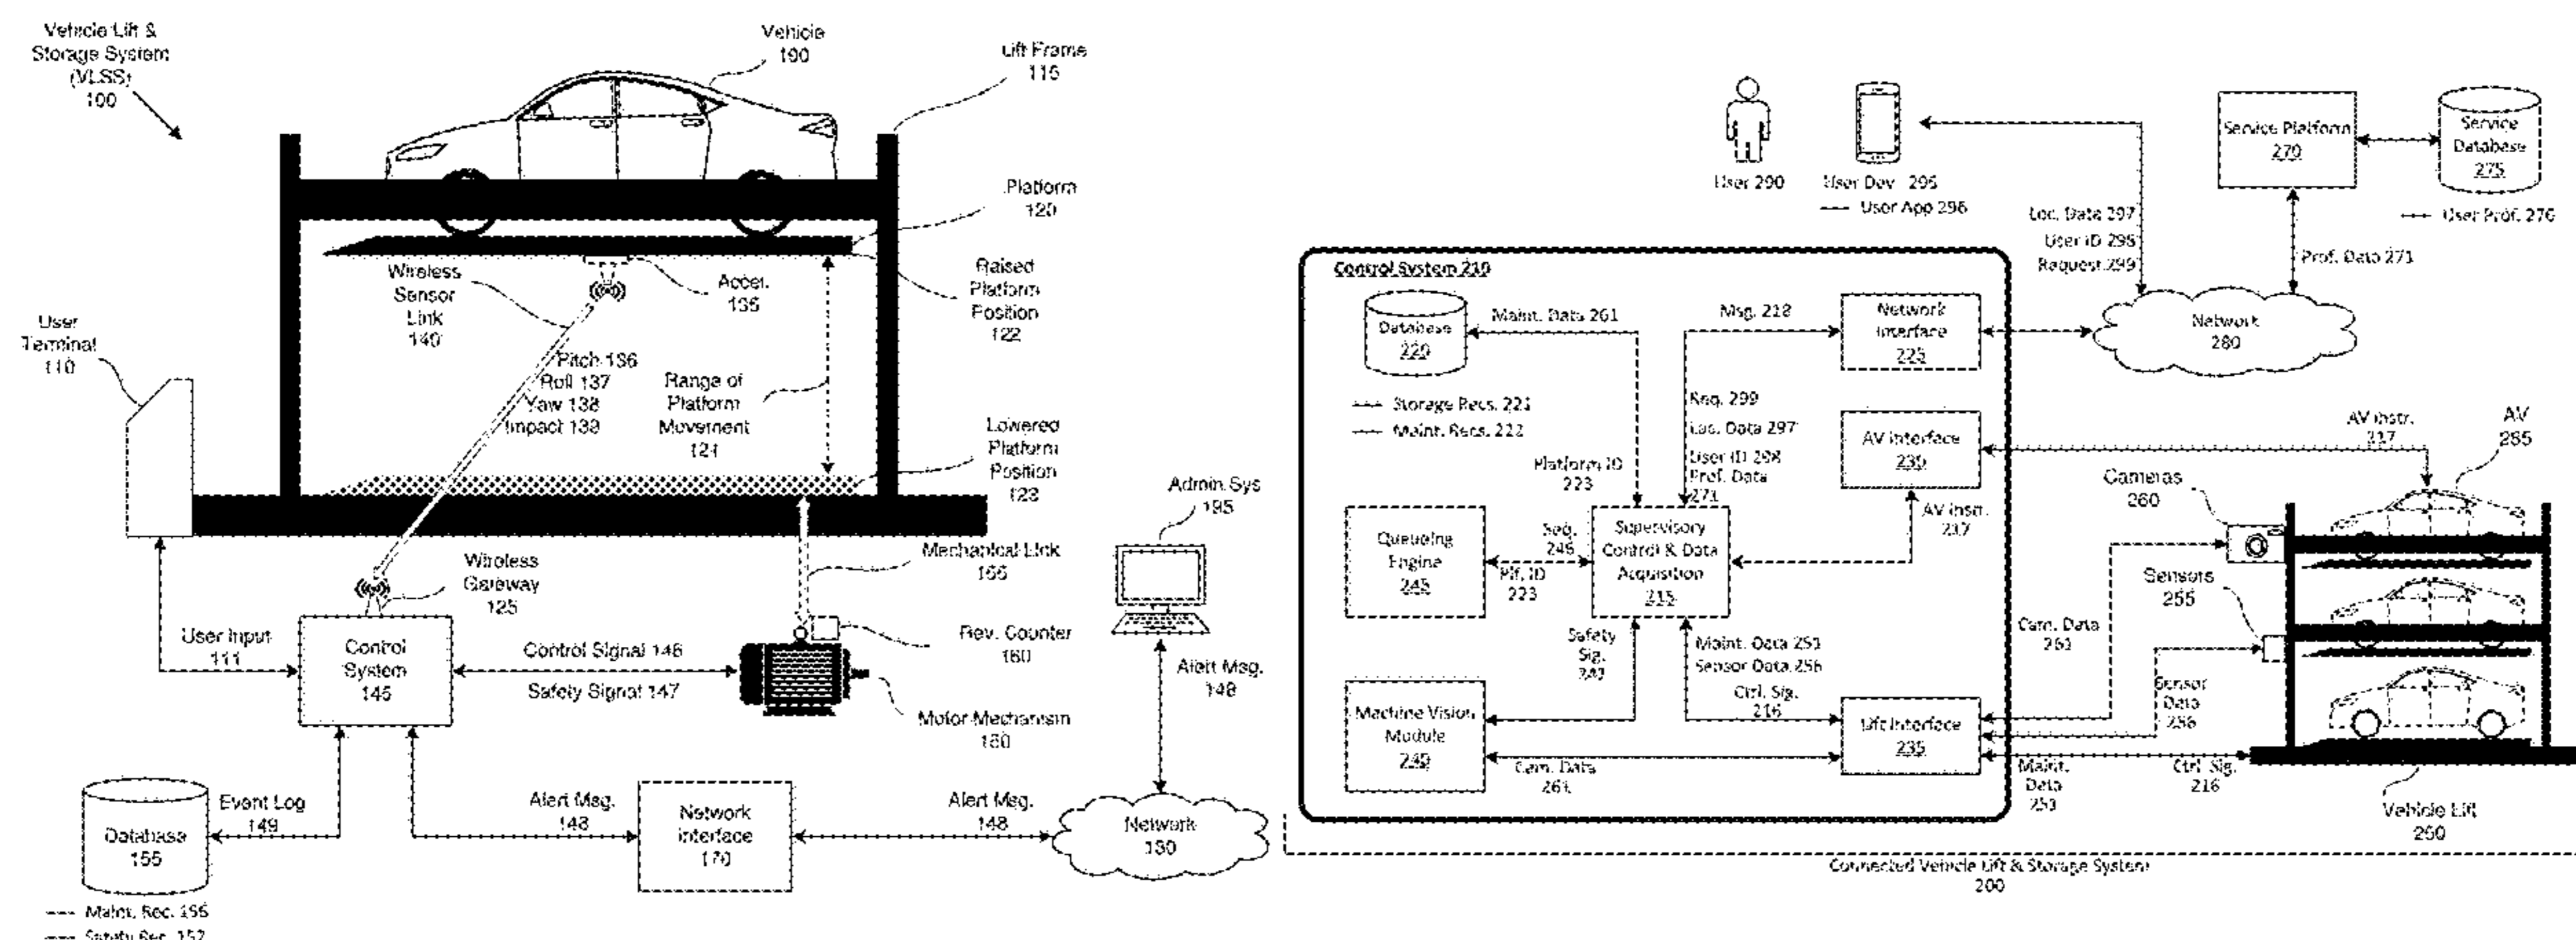 Vehicle Lift &
Storage System
(VLSS)
100
Vehicle
190
Lift Frame
115
Platform
120
Wireless
Sensor
Link
140
Accel.
135
Raised
Platform
Position
122
User
Terminal
110
Pitch 136
Roll 137
Yaw 138
Impact 139
Range of
Platform
Movement
121
Lowered
Platform
Position
123
Mechanical Link
Wireless
Gateway
125
Admin Sys
195
User Input
111
Control
System
145
Control Signal 146
Safety Signal 147
Rev. Counter
160
Motor Mechanism
150
Alert Msg.
148
Database
155
Event Log
149
Alert Msg.
148
Network
Interface
170
Alert Msg.
148
Network
180
Maint. Rec. 156
Safety Rec. 157
User 290
User Dev. 295
User App 296
Service Platform
270
Service
Database
275
User Prof. 276
Loc. Data 297
User ID 298
Request 299
Prof. Data 271
Control System 210
Database
220
Maint. Data 261
Msg. 218
Network
Interface
225
Network
280
Storage Recs. 221
Maint. Recs. 222
Req. 299
Loc. Data 297
User ID 298
Prof. Data
271
AV Interface
230
AV Instr.
217
AV
265
Platform ID
223
Cameras
260
Queueing
Engine
245
Seq.
246
Plf. ID
223
Supervisory
Control & Data
Acquisition
215
AV Instr.
Sensors
255
Safety
Sig.
Maint. Data 251
Sensor Data 256
Ctrl. Sig.
216
Cam. Data
261
Sensor
Data
256
Machine Vision
Module
240
Cam. Data
261
Lift Interface
235
Maint.
Data
251
Ctrl. Sig.
216
Vehicle Lift
250
Connected Vehicle Lift & Storage System
200